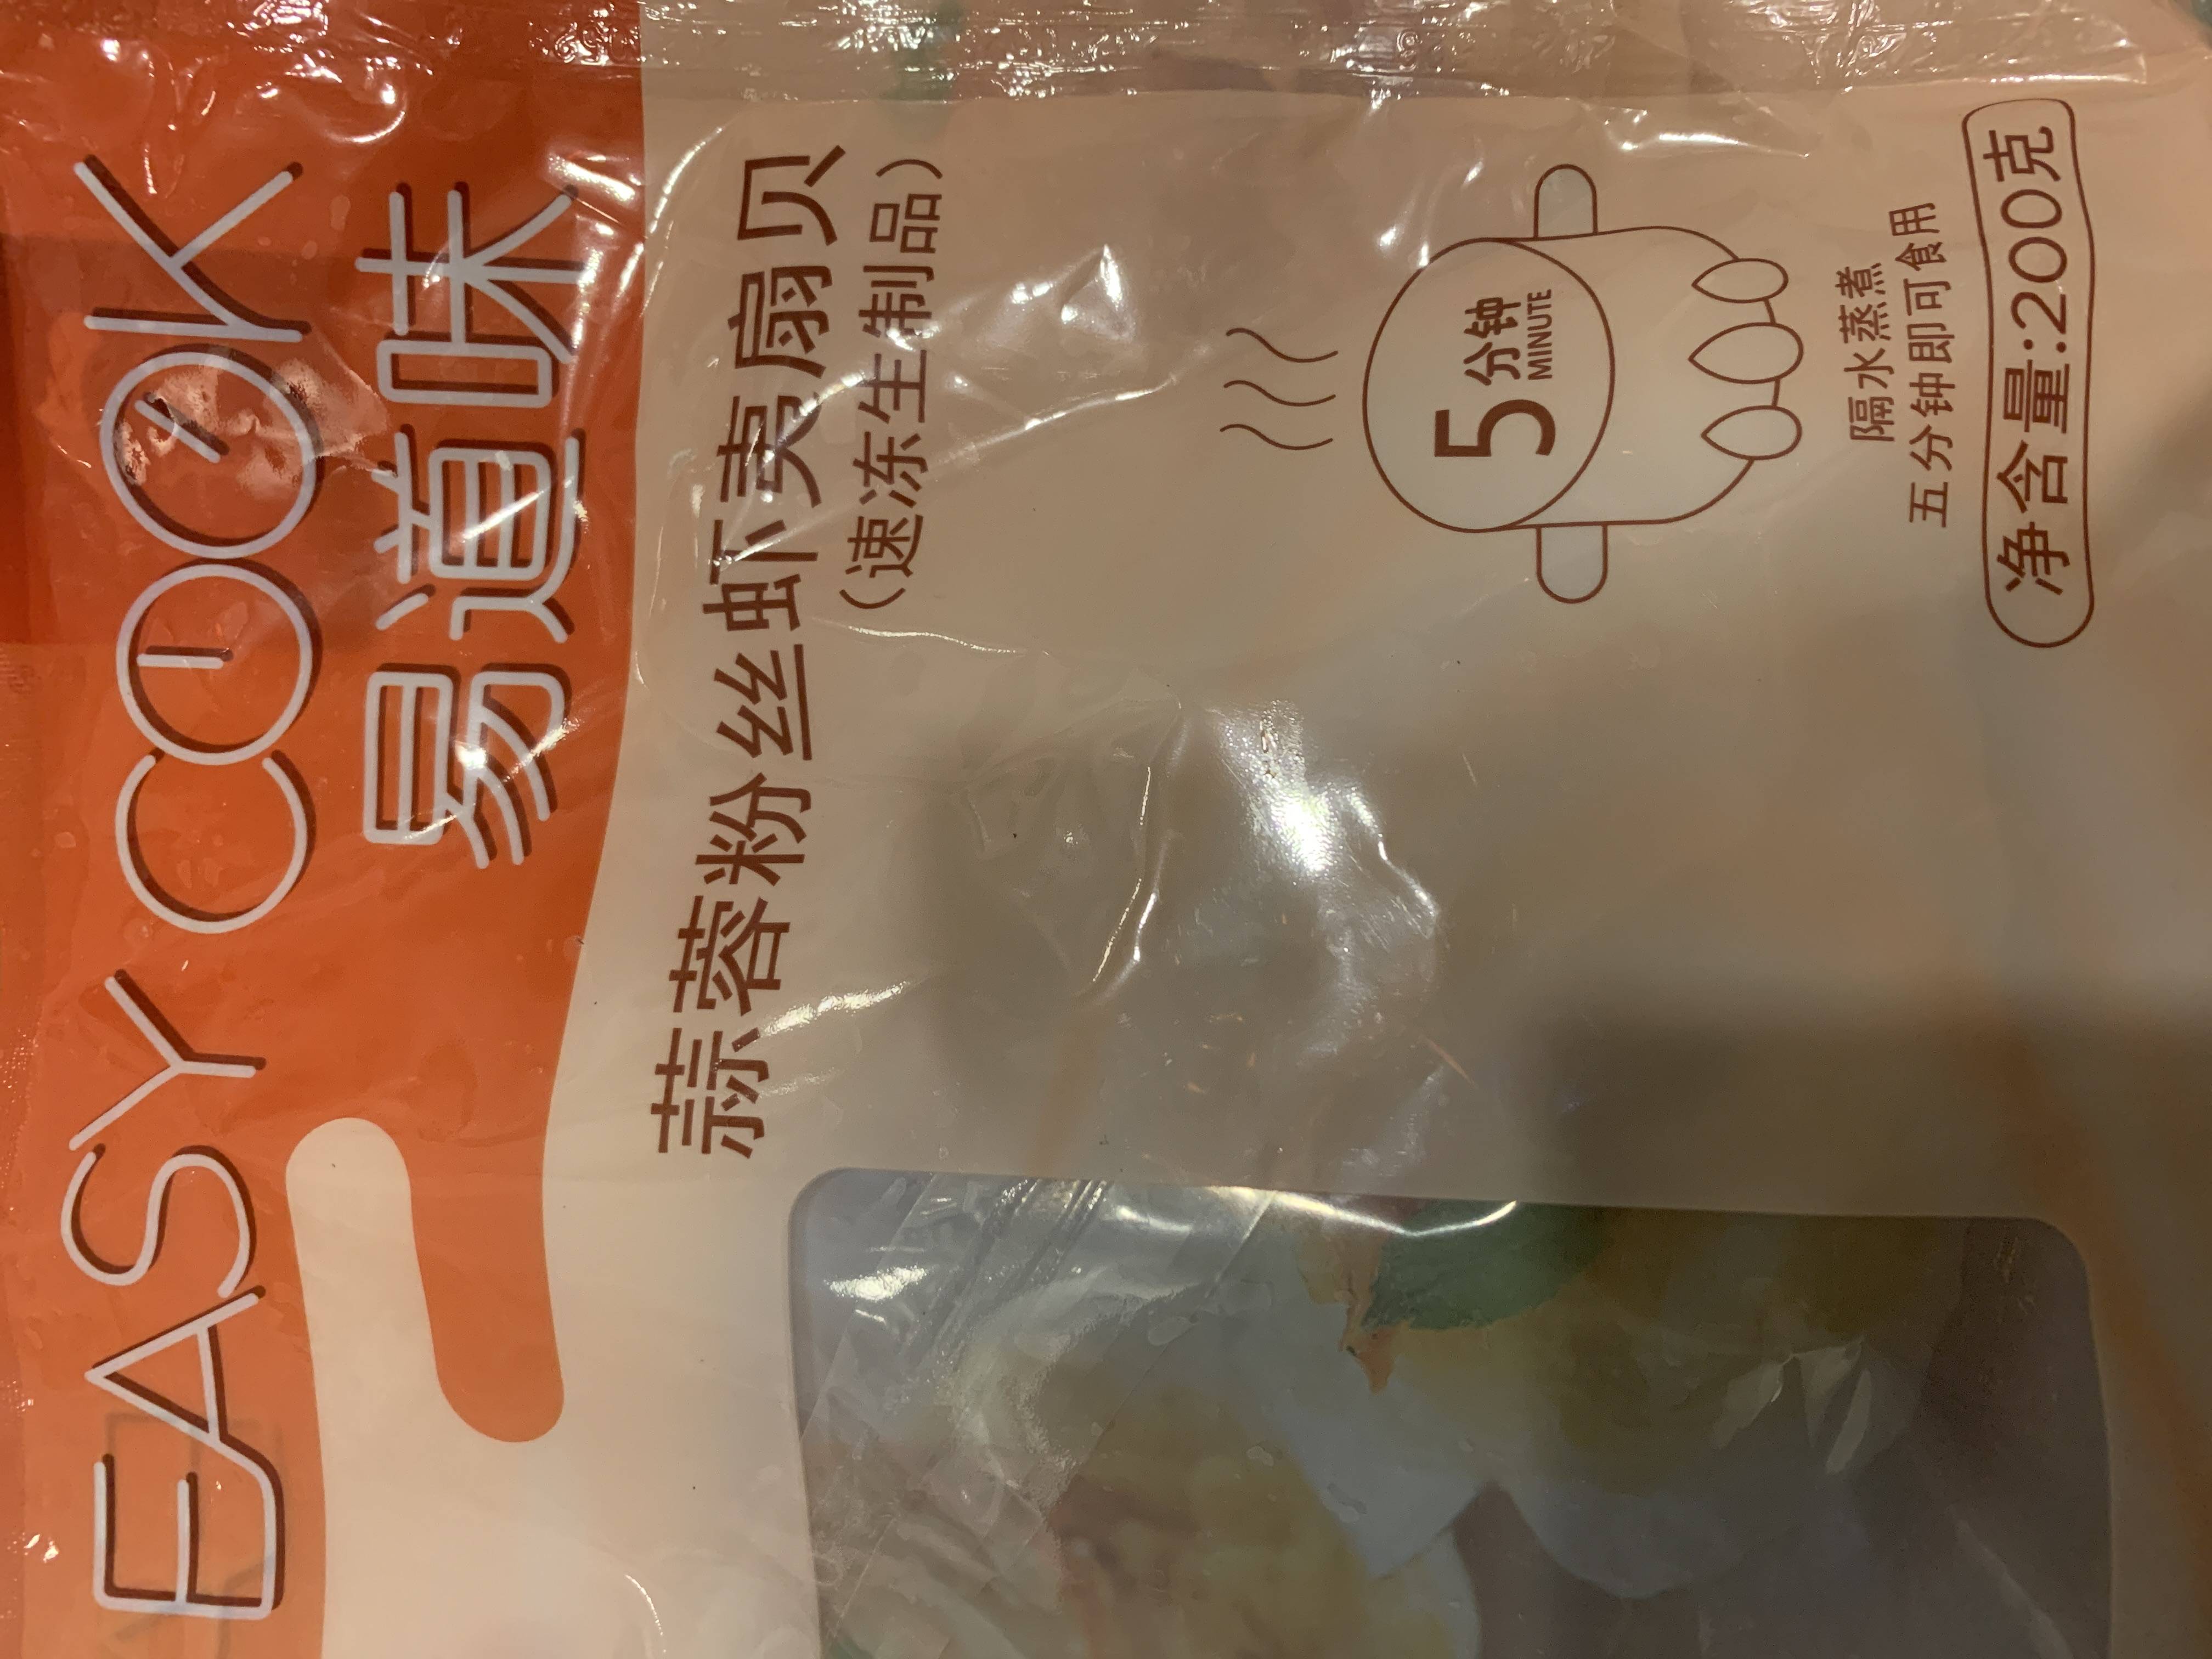 EASY COOK
易道味
蒜蓉粉丝虾卖扇贝
（速冻生制品）
5分钟
MINUTE
隔水蒸煮
五分钟即可食用
净含量:200克